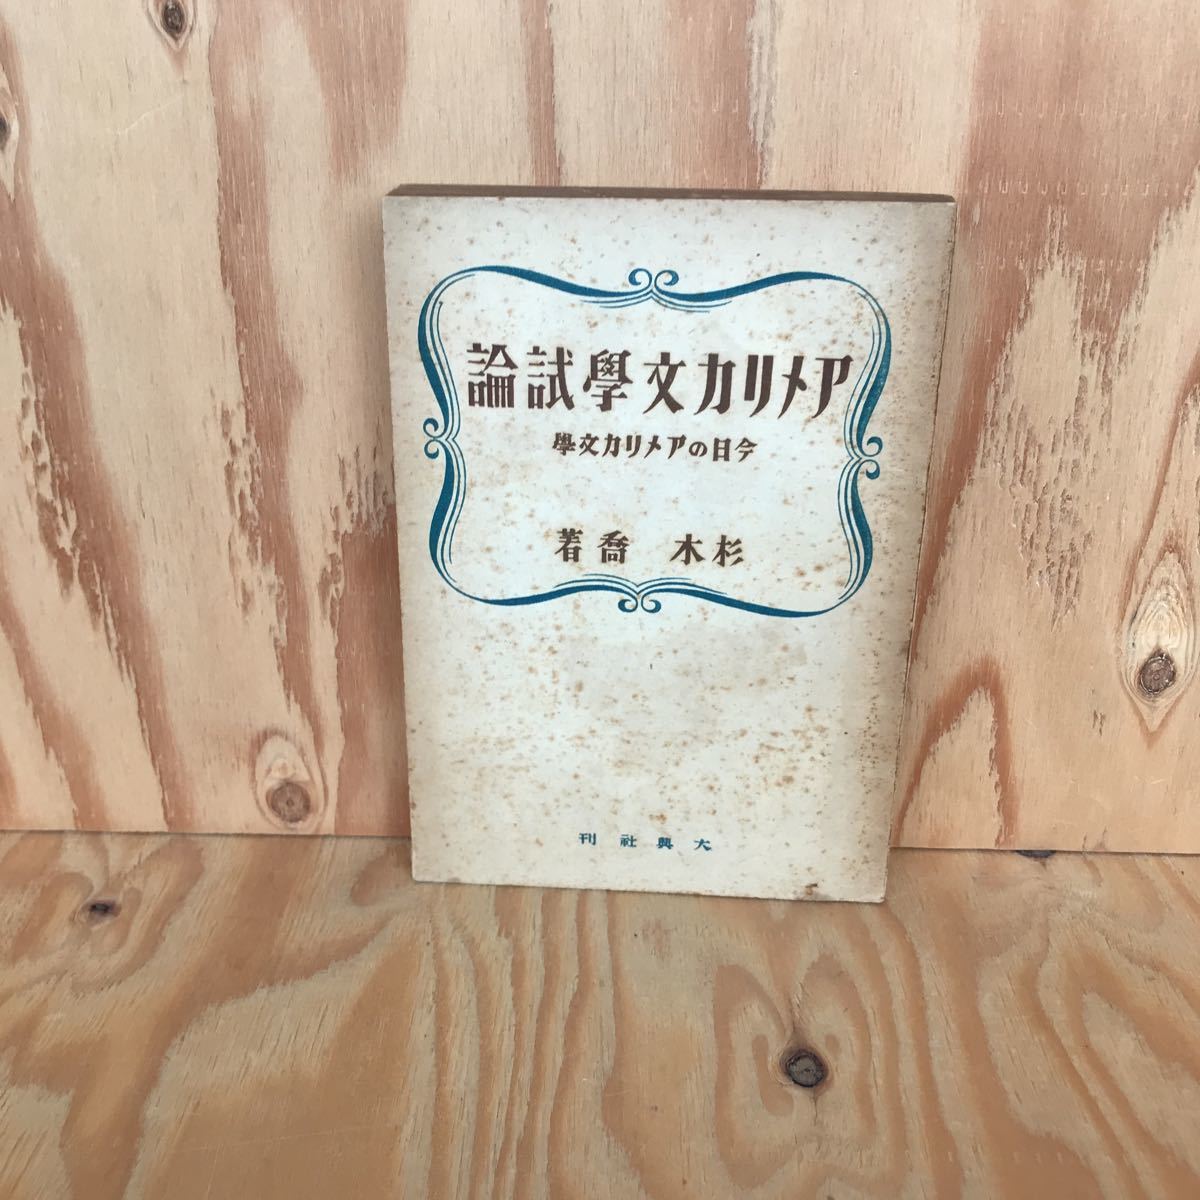 アメリカ文學試論
今日のアメリカ文學
杉木 喬 着
大興社刊